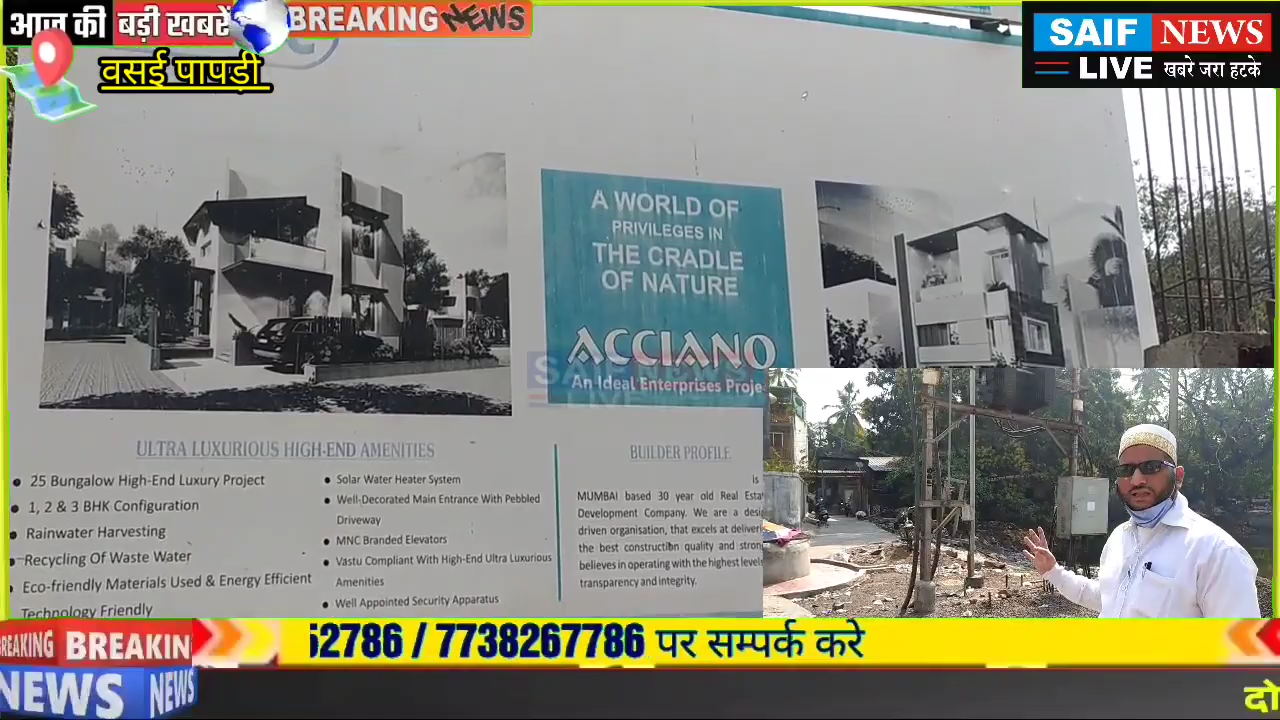 आज की बड़ी खबरें BREAKING NEWS
SAIF NEWS
LIVE खबरे जरा हटके
वसई पापड़ी
A WORLD OF
PRIVILEGES IN
THE CRADLE
OF NATURE
ACCIANO
An Ideal Enterprises Proje
ULTRA LUXURIOUS HIGH-END AMENITIES
25 Bungalow High-End Luxury Project
1, 2 & 3 BHK Configuration
Rainwater Harvesting
Recycling Of Waste Water
Eco-friendly Materials Used & Energy Efficient
Technology Friendly
Solar Water Heater System
Well-Decorated Main Entrance With Pebbled
Driveway
MNC Branded Elevators
Vastu Compliant With High-End Ultra Luxurious
Amenities
Well Appointed Security Apparatus
BUILDER PROFILE
is
MUMBAI based 30 year old Real Esta
Development Company. We are a desi
driven organisation, that excels at deliveri
the best construction quality and stron
believes in operating with the highest level
transparency and integrity.
BREAKING BREAKIN
NEWS NEWS
52786 / 7738267786 पर सम्पर्क करे
दो